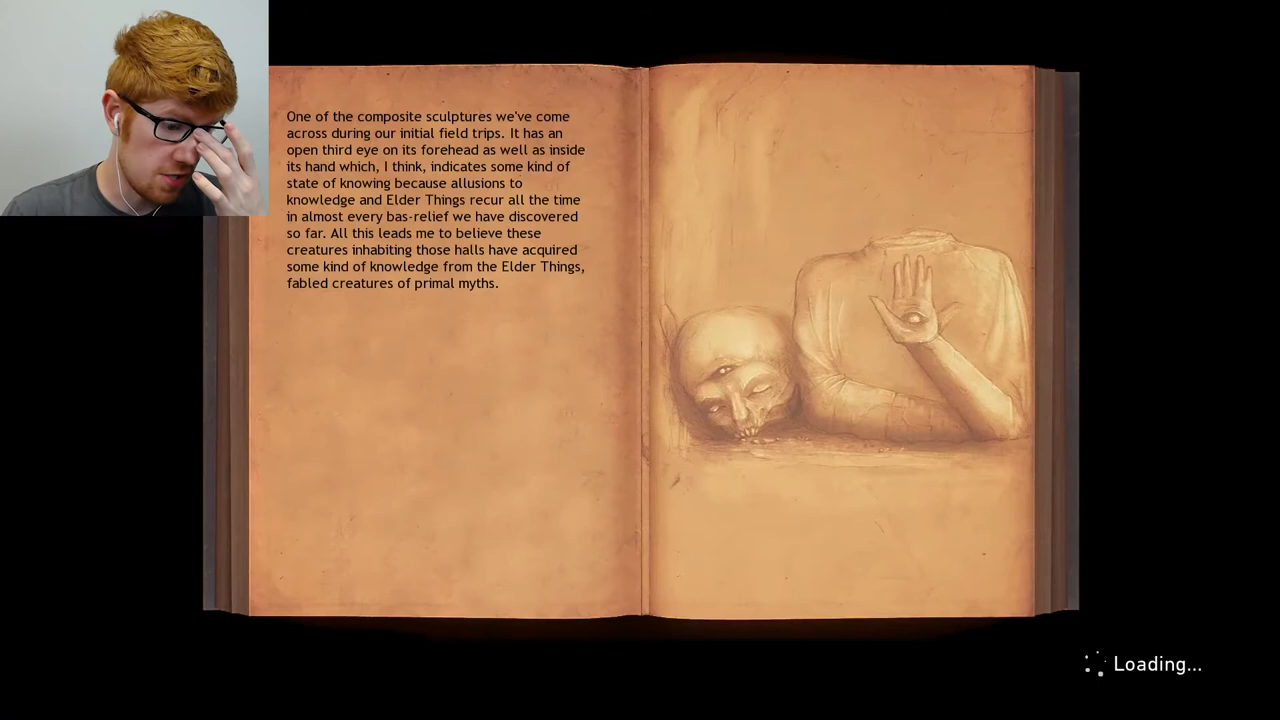 One of the composite sculptures we've come
across during our initial field trips. It has an
open third eye on its forehead as well as inside
its hand which, I think, indicates some kind of
state of knowing because allusions to
knowledge and Elder Things recur all the time
in almost every bas-relief we have discovered
so far. All this leads me to believe these
creatures inhabiting those halls have acquired
some kind of knowledge from the Elder Things,
fabled creatures of primal myths.
Loading...